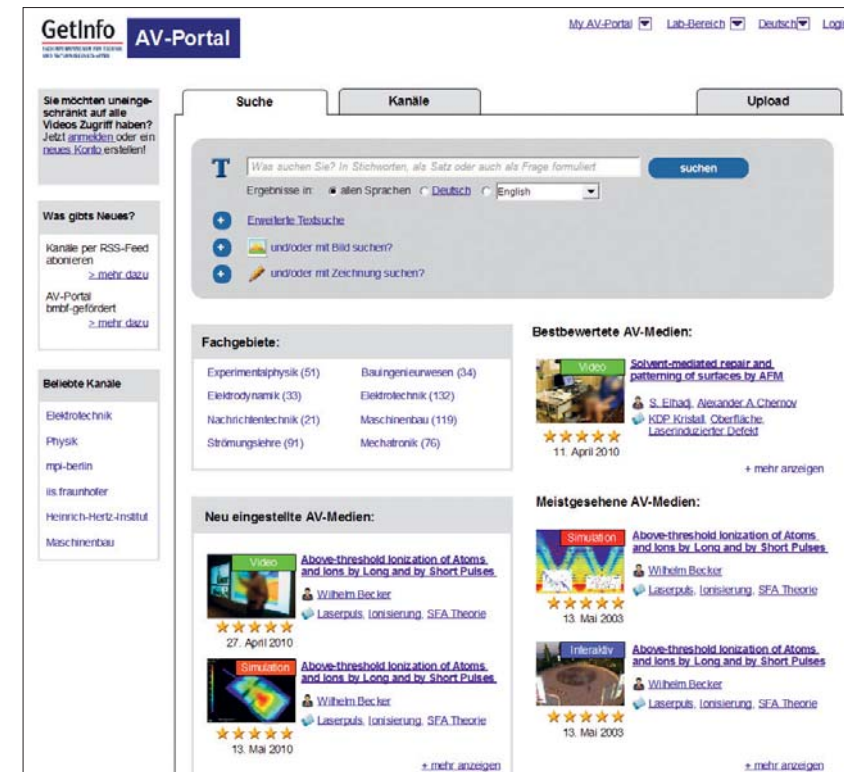 GetInfo
AV-Portal
My AV-Portal
Lab-Bereich
Deutsch
Login
Sie möchten uneinge-
schränkt auf alle
Videos Zugriff haben?
Jetzt anmelden oder ein
neues Konto erstellen!
Was gibts Neues?
Kanäle per RSS-Feed
abonieren
> mehr dazu
AV-Portal
bmbf-gefördert
> mehr dazu
Beliebte Kanäle
Elektrotechnik
Physik
mpi-berlin
iis.fraunhofer
Heinrich-Hertz-Institut
Maschinenbau
Suche
Kanäle
Upload
T
Was suchen Sie? In Stichworten, als Satz oder auch als Frage formuliert
suchen
Ergebnisse in: allen Sprachen Deutsch English
Erweiterte Textsuche
und/oder mit Bild suchen?
und/oder mit Zeichnung suchen?
Fachgebiete:
Experimentalphysik (51)
Bauingenieurwesen (34)
Elektrodynamik (33)
Elektrotechnik (132)
Nachrichtentechnik (21)
Maschinenbau (119)
Strömungslehre (91)
Mechatronik (76)
Bestbewertete AV-Medien:
Video
Solvent-mediated repair and
patterning of surfaces by AFM
S. Elhadj, Alexander A.Chernov
KDP Kristall, Oberfläche,
Laserinduzierter Defekt
11. April 2010
+ mehr anzeigen
Neu eingestellte AV-Medien:
Video
Above-threshold Ionization of Atoms
and Ions by Long and by Short Pulses
Wilhelm Becker
Laserpuls, Ionisierung, SFA Theorie
27. April 2010
Simulation
Above-threshold Ionization of Atoms
and Ions by Long and by Short Pulses
Wilhelm Becker
Laserpuls, Ionisierung, SFA Theorie
13. Mai 2010
+ mehr anzeigen
Meistgesehene AV-Medien:
Simulation
Above-threshold Ionization of Atoms
and Ions by Long and by Short Pulses
Wilhelm Becker
Laserpuls, Ionisierung, SFA Theorie
13. Mai 2003
Interaktiv
Above-threshold Ionization of Atoms
and Ions by Long and by Short Pulses
Wilhelm Becker
Laserpuls, Ionisierung, SFA Theorie
13. Mai 2003
+ mehr anzeigen